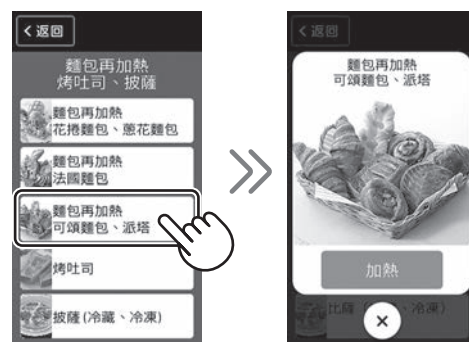 <返回
麵包再加熱
烤吐司、披薩
麵包再加熱
花捲麵包、蔥花麵包
麵包再加熱
法國麵包
麵包再加熱
可頌麵包、派塔
烤吐司
披薩(冷藏、冷凍)
<返回
麵包再加熱
可頌麵包、派塔
加熱
比薩(
、冷凍)
×